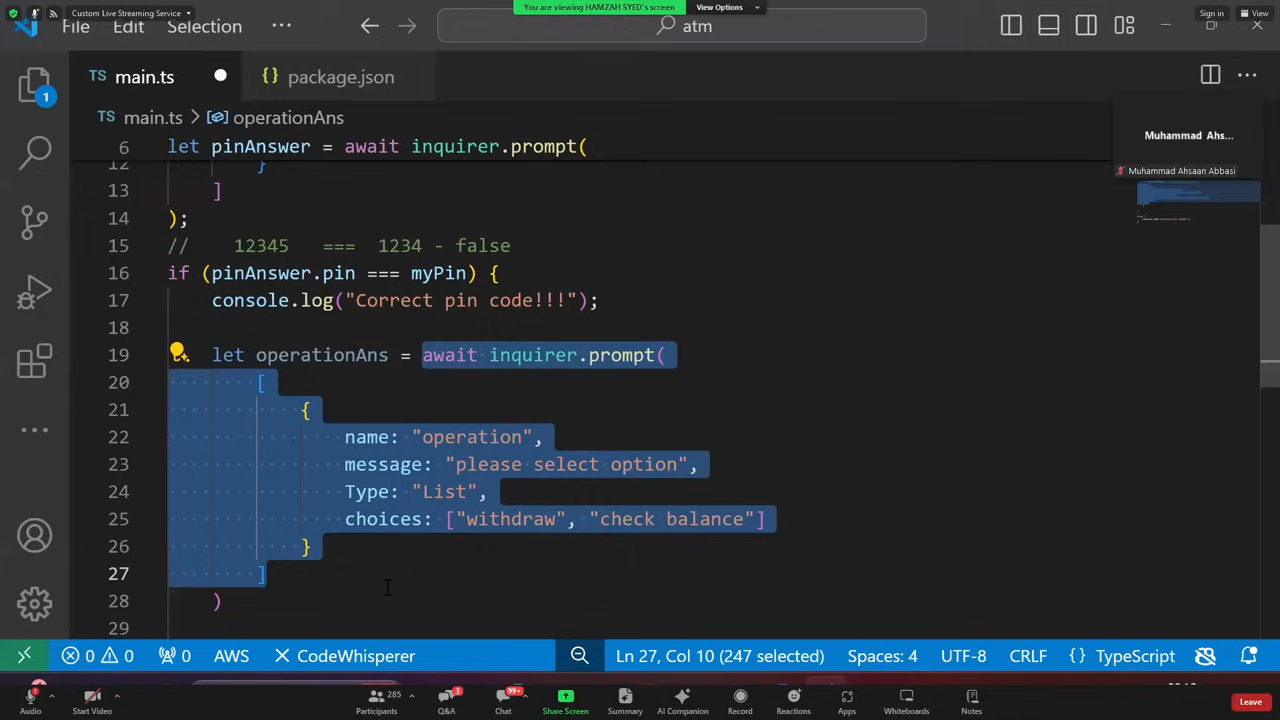 Custom Live Streaming Service
You are viewing HAMZAH SYED's screen
View Options
Sign in
View
File Edit Selection ...
atm
TS main.ts
{} package.json
1
TS main.ts > operationAns
Muhammad Ahs...
Muhammad Ahsaan Abbasi
6 let pinAnswer = await inquirer.prompt(
12 }
13 ]
14 );
15 // 12345 === 1234 - false
16 if (pinAnswer.pin === myPin) {
17 console.log("Correct pin code!!!");
18
19 let operationAns = await inquirer.prompt(
20 [
21 {
22 name: "operation",
23 message: "please select option",
24 Type: "List",
25 choices: ["withdraw", "check balance"]
26 }
27 ]
28 )
29
0 0 0 AWS CodeWhisperer Ln 27, Col 10 (247 selected) Spaces: 4 UTF-8 CRLF {} TypeScript
Audio
Start Video
285
Participants
3
Q&A
99+
Chat
Share Screen
Summary
AI Companion
Record
Reactions
Apps
Whiteboards
Notes
Leave